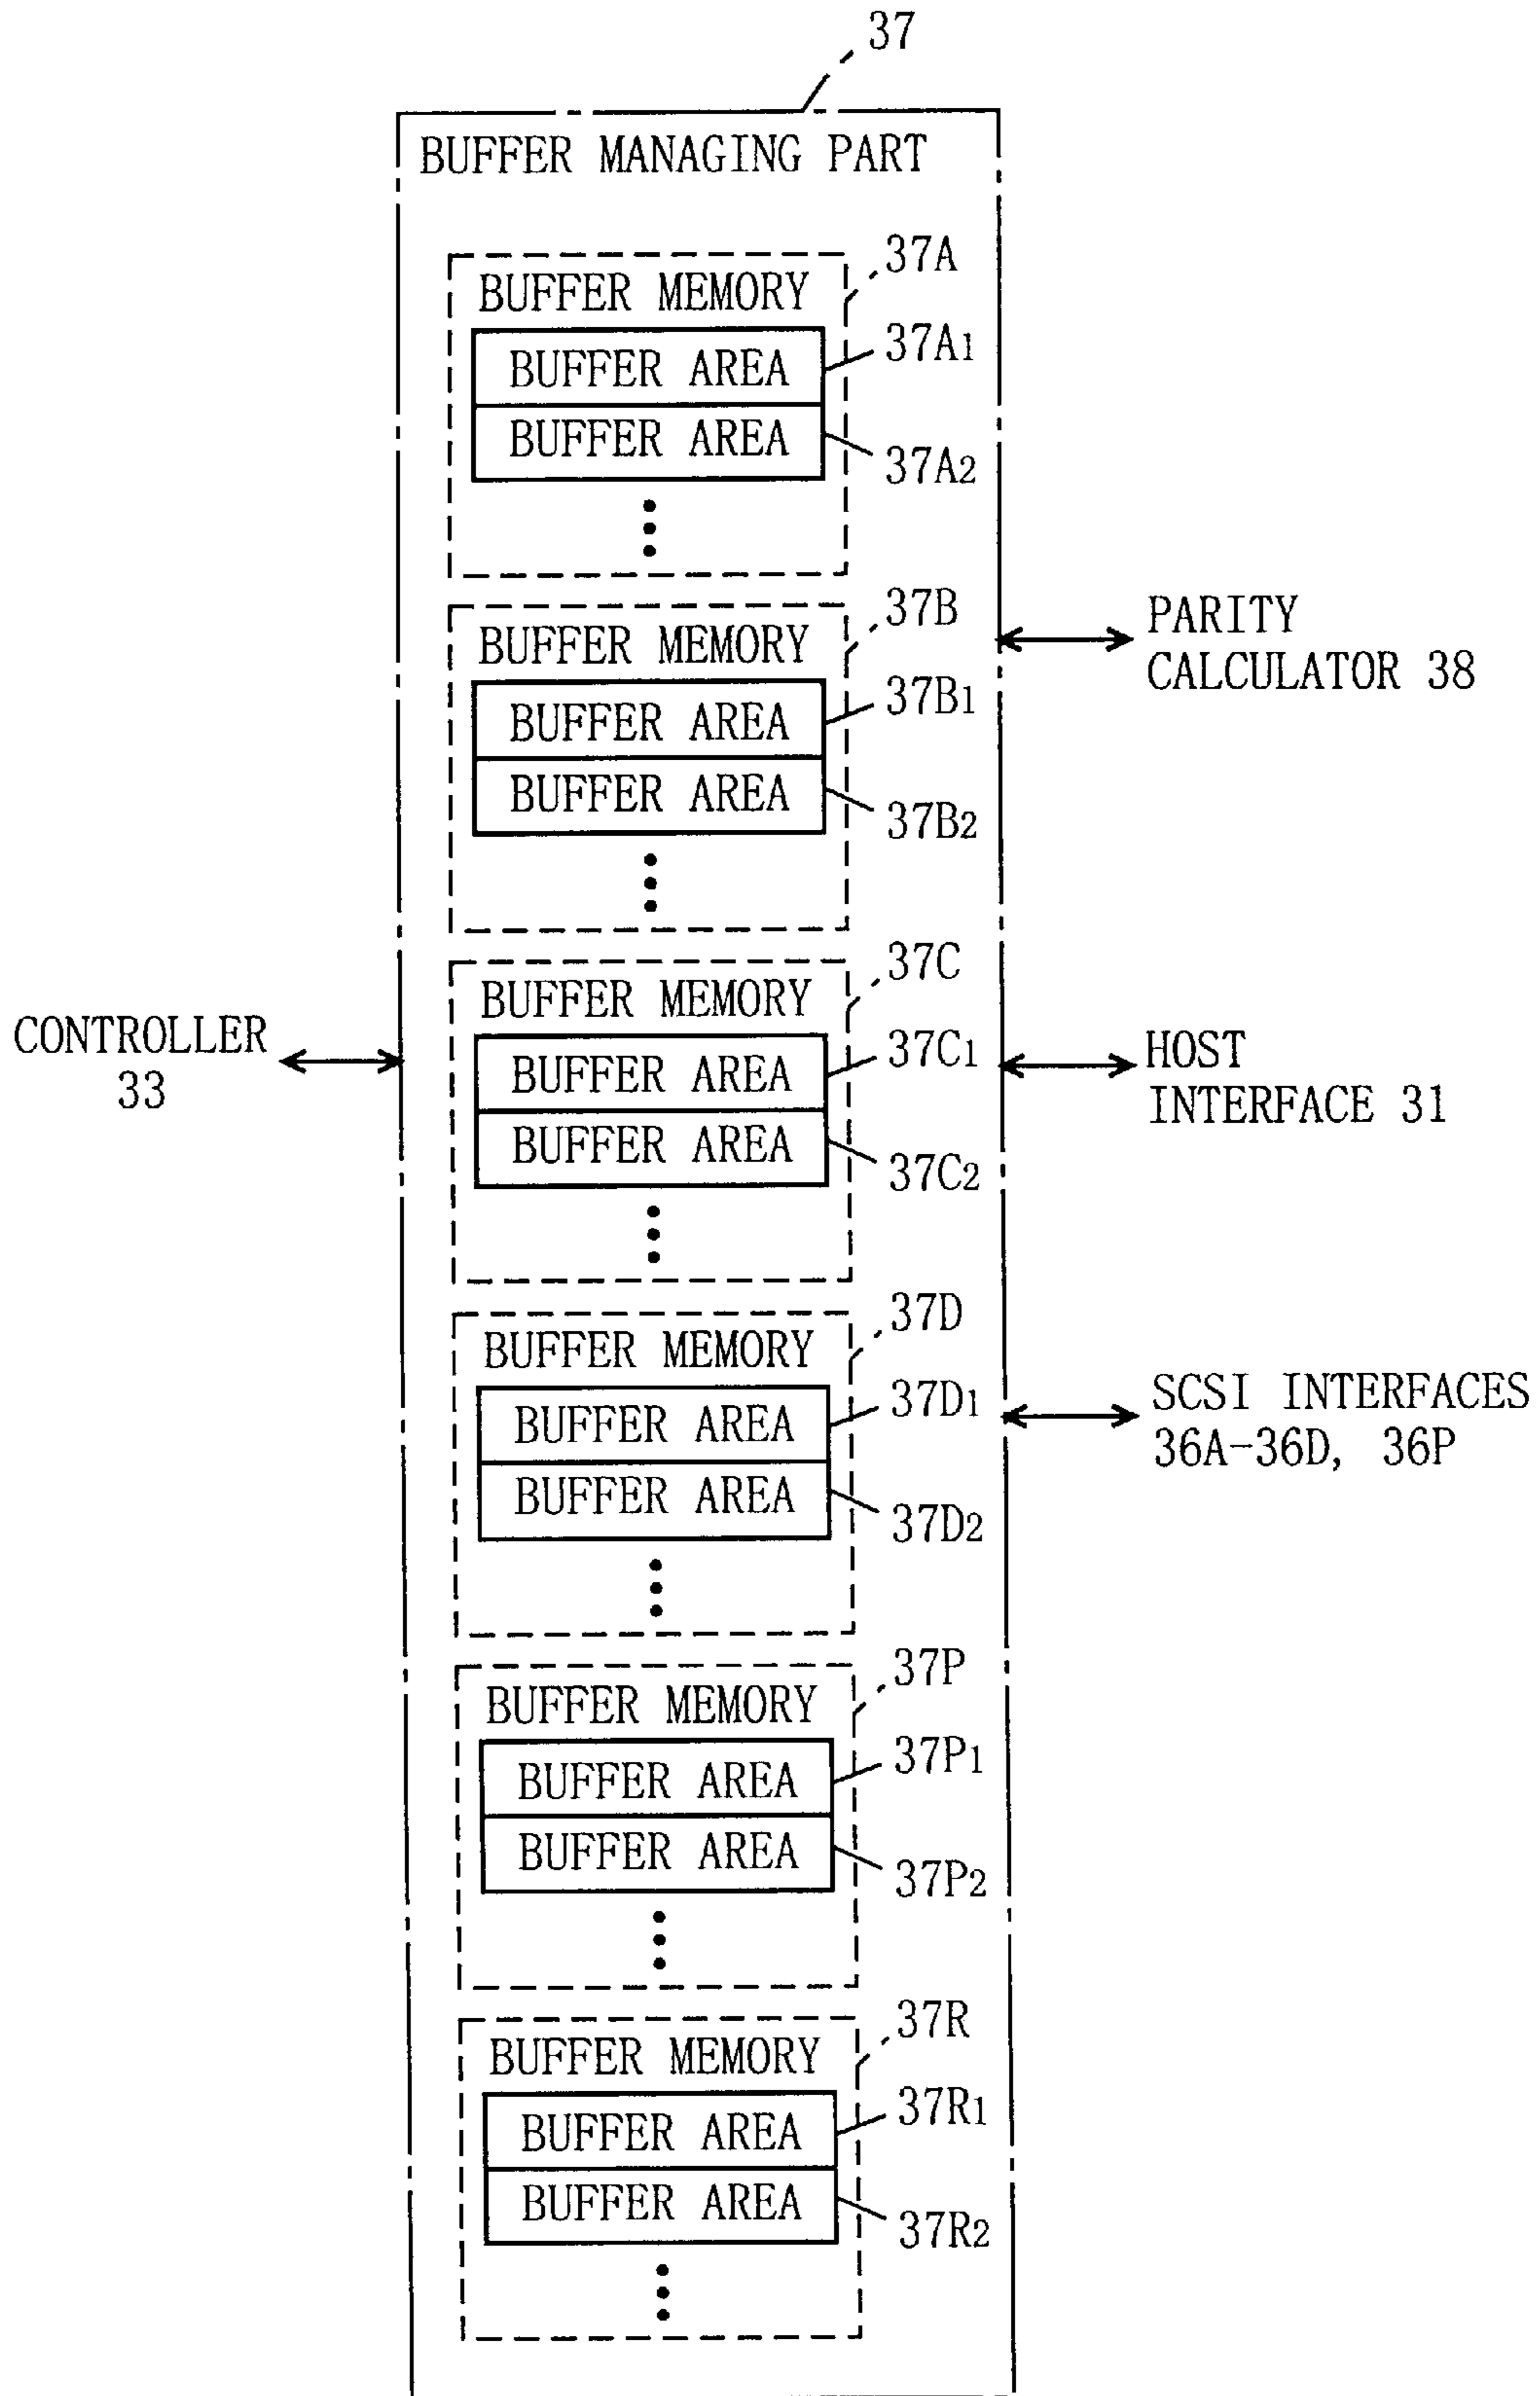 37
BUFFER MANAGING PART
37A
BUFFER MEMORY
37A1
BUFFER AREA
BUFFER AREA
37A2
37B
BUFFER MEMORY
37B1
BUFFER AREA
BUFFER AREA
37B2
PARITY
CALCULATOR 38
37C
BUFFER MEMORY
37C1
BUFFER AREA
BUFFER AREA
37C2
CONTROLLER
33
HOST
INTERFACE 31
37D
BUFFER MEMORY
37D1
BUFFER AREA
BUFFER AREA
37D2
SCSI INTERFACES
36A-36D, 36P
37P
BUFFER MEMORY
37P1
BUFFER AREA
BUFFER AREA
37P2
37R
BUFFER MEMORY
37R1
BUFFER AREA
BUFFER AREA
37R2